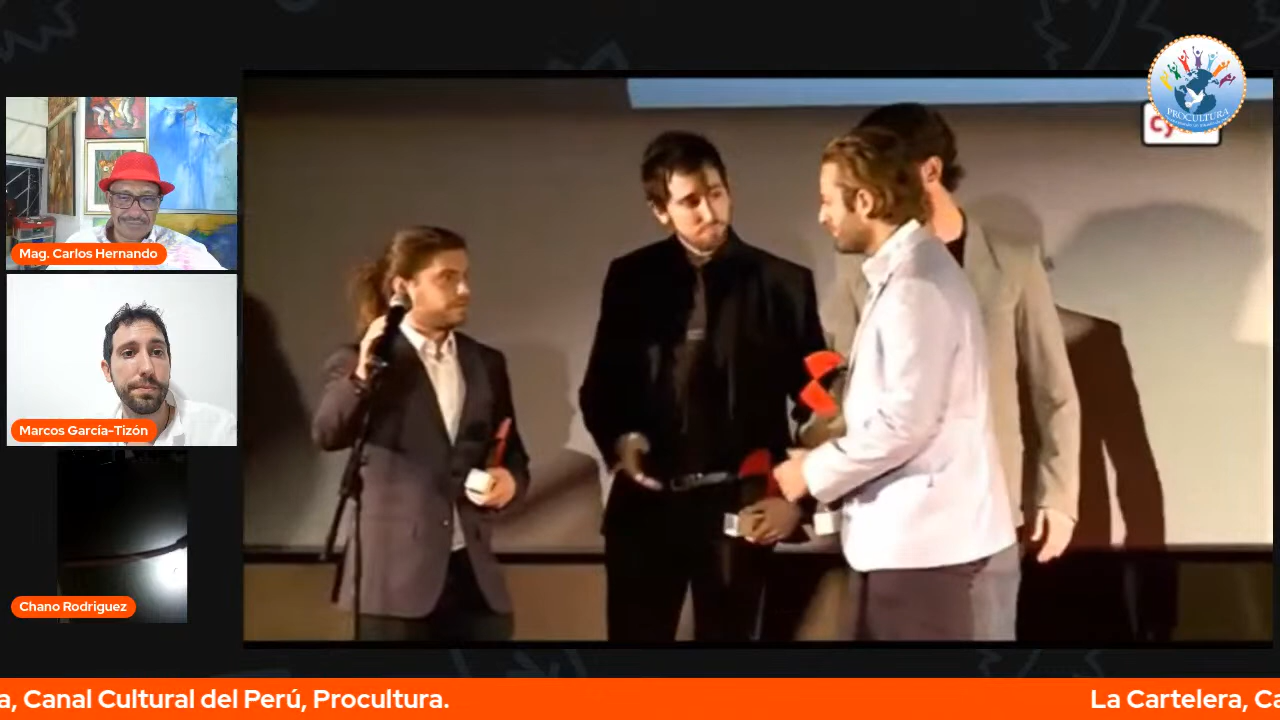 PROCULTURA
Cy
Mag. Carlos Hernando
Marcos García-Tizón
Chano Rodriguez
a, Canal Cultural del Perú, Procultura.
La Cartelera, Ca